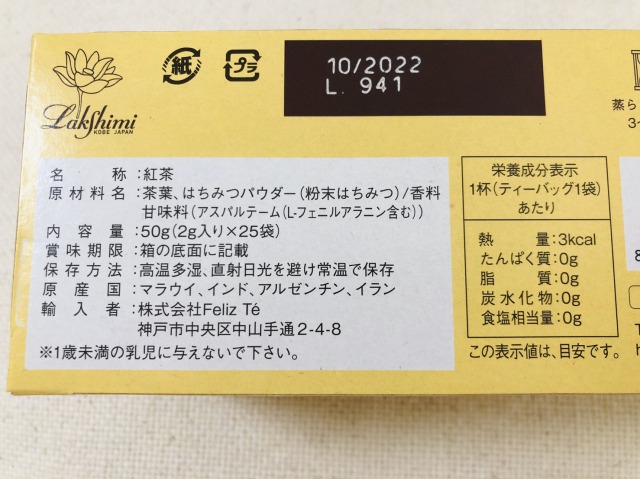 Lakshimi
KOBE JAPAN
紙
プラ
10/2022
L. 941
蒸ら
名称:紅茶
原材料名:茶葉、はちみつパウダー(粉末はちみつ)/香料
甘味料(アスパルテーム(L-フェニルアラニン含む))
内容量:50g(2g入り×25袋)
賞味期限:箱の底面に記載
保存方法:高温多湿、直射日光を避け常温で保存
原産国:マラウイ、インド、アルゼンチン、イラン
輸入者:株式会社Feliz Té
神戸市中央区中山手通2-4-8
※1歳未満の乳児に与えないで下さい。
栄養成分表示
1杯(ティーバッグ1袋)
あたり
熱量:3kcal
たんぱく質:0g
脂質:0g
炭水化物:0g
食塩相当量:0g
この表示値は、目安です。